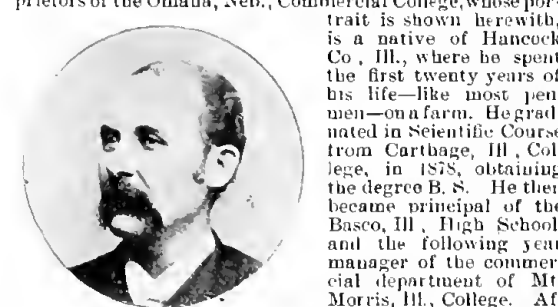 prietors of the Omaha, Neb., Commercial College, whose por-
trait is shown herewith,
is a native of Hancock
Co , Ill., where he spent
the first twenty years of
his life—like most pen
men—on a farm. He grad
uated in Scientific Course
from Carthage, Ill , Col
lege, in 1878, obtaining
the degree B. S. He then
became principal of the
Basco, Ill , High School
and the following year
manager of the commer
cial department of Mt
Morris, Ill., College. Af